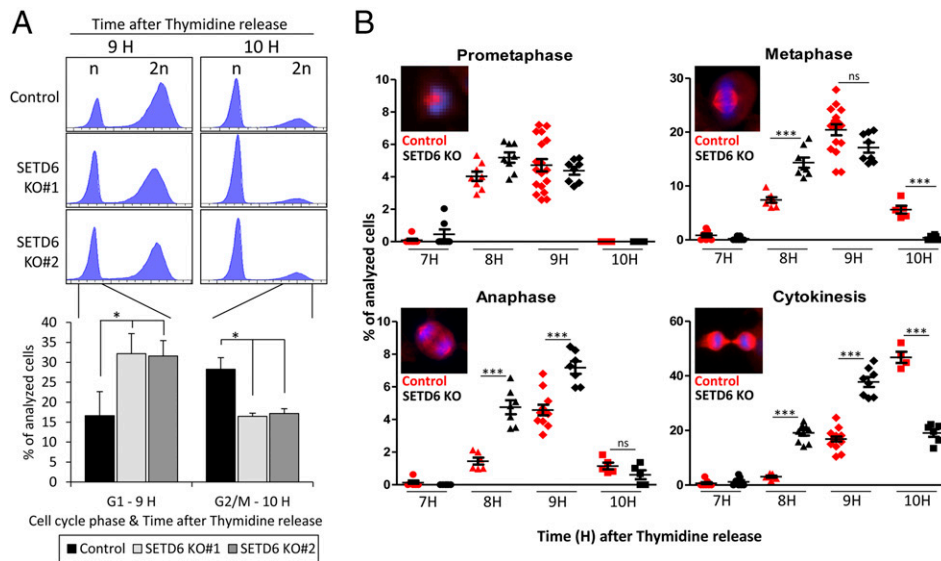 A
Time after Thymidine release
9 H 10 H
n 2n n 2n
Control
SETD6 KO#1
SETD6 KO#2
% of analyzed cells
40
35
30
25
20
15
10
5
0
* *
G1 - 9 H G2/M - 10 H
Cell cycle phase & Time after Thymidine release
Control SETD6 KO#1 SETD6 KO#2
B
% of analyzed cells
Prometaphase
10
8
6
4
2
0
Control
SETD6 KO
7H 8H 9H 10H
Metaphase
30
20
10
0
Control
SETD6 KO
*** ns ***
7H 8H 9H 10H
Anaphase
10
8
6
4
2
0
Control
SETD6 KO
*** *** ns
7H 8H 9H 10H
Cytokinesis
60
40
20
0
Control
SETD6 KO
*** *** ***
7H 8H 9H 10H
Time (H) after Thymidine release